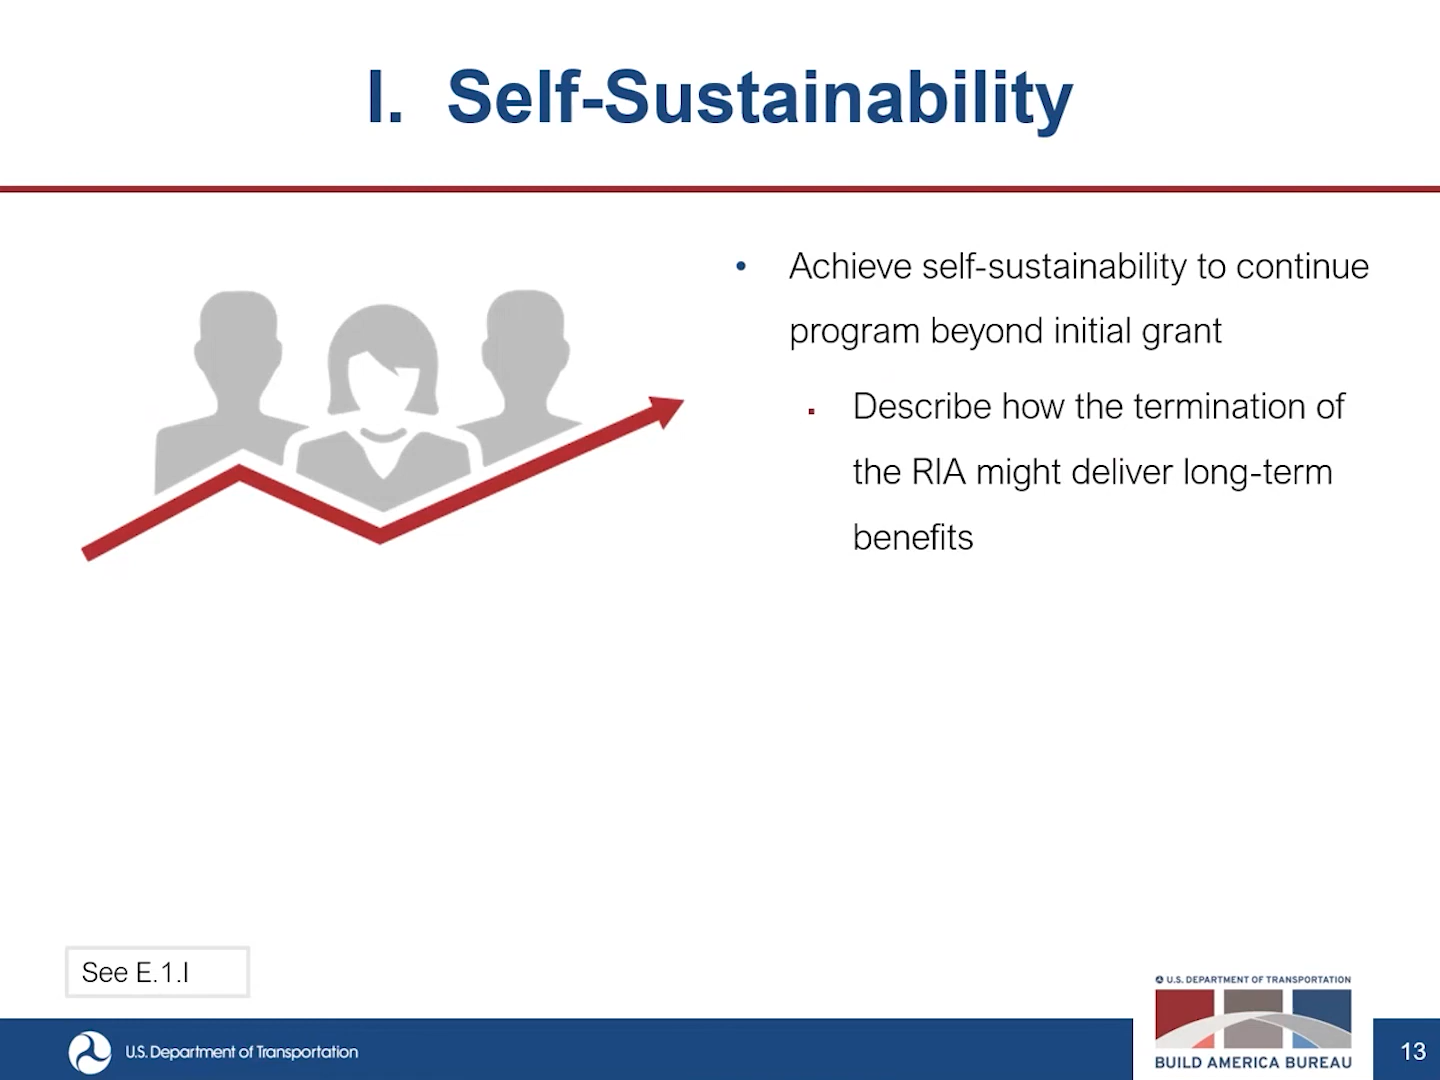 I. Self-Sustainability
• Achieve self-sustainability to continue
program beyond initial grant
▪ Describe how the termination of
the RIA might deliver long-term
benefits
See E.1.I
U.S. DEPARTMENT OF TRANSPORTATION
BUILD AMERICA BUREAU
U.S. Department of Transportation
13